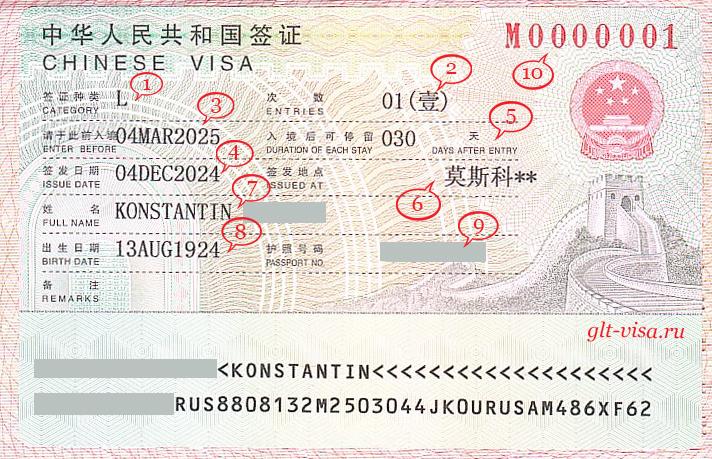 中华人民共和国签证 M0000001
CHINESE VISA
签证种类 L 1 次 数 01(壹) 2 10
CATEGORY ENTRIES
请于此前入境 04MAR2025 3 入境后可停留 030 天 5
ENTER BEFORE DURATION OF EACH STAY DAYS AFTER ENTRY
签发日期 04DEC2024 4 签发地点 莫斯科** 6
ISSUE DATE ISSUED AT
姓 名 KONSTANTIN 7
FULL NAME
出生日期 13AUG1924 8 护照号码 9
BIRTH DATE PASSPORT NO.
备 注
REMARKS
glt-visa.ru
<KONSTANTIN<<<<<<<<<<<<<<<<<<<<<
RUS8808132M2503044JKOURUSAM486XF62